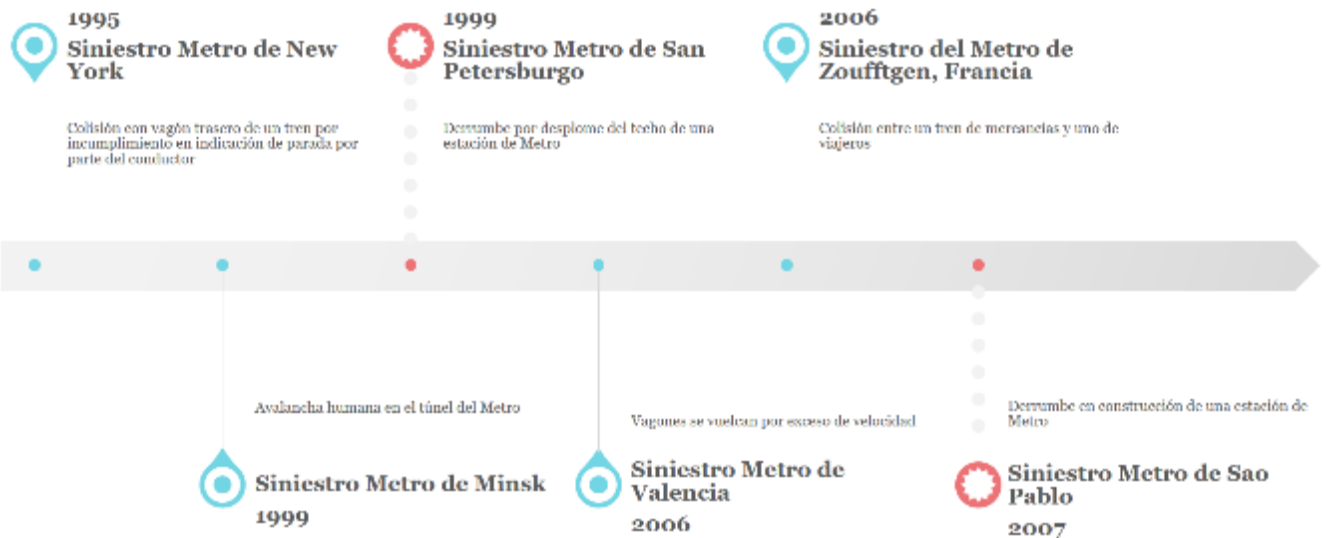 1995
Siniestro Metro de New
York
Colisión con vagón trasero de un tren por
incumplimiento en indicación de parada por
parte del conductor
1999
Siniestro Metro de San
Petersburgo
Derrumbe por desplome del techo de una
estación de Metro
2006
Siniestro del Metro de
Zoufftgen, Francia
Colisión entre un tren de mercancías y uno de
viajeros
Avalancha humana en el túnel del Metro
Siniestro Metro de Minsk
1999
Vagones se vuelcan por exceso de velocidad
Siniestro Metro de
Valencia
2006
Derrumbe en construcción de una estación de
Metro
Siniestro Metro de Sao
Pablo
2007